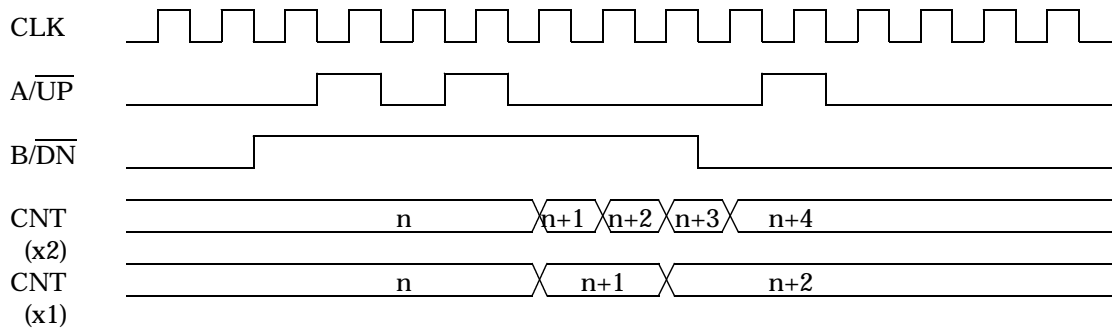 CLK
A/UP
B/DN
CNT n n+1 n+2 n+3 n+4
(x2)
CNT n n+1 n+2
(x1)